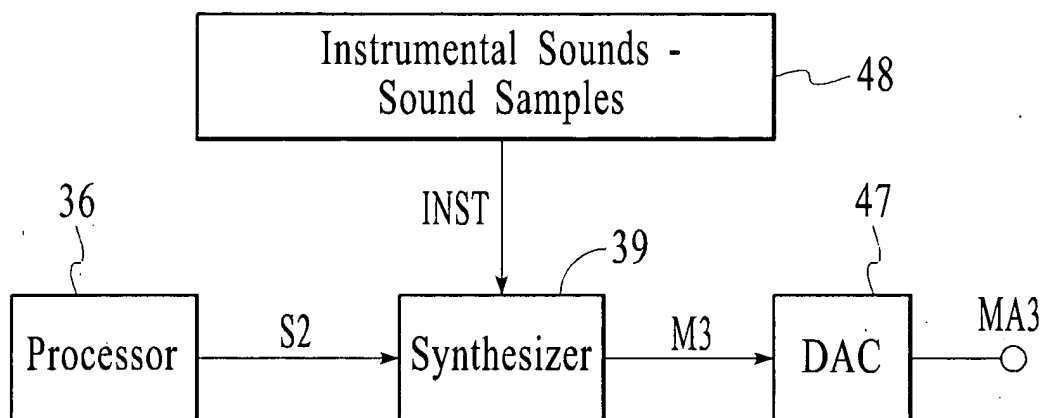 Instrumental Sounds -
Sound Samples
48
INST
36
39
47
MA3
Processor
S2
Synthesizer
M3
DAC